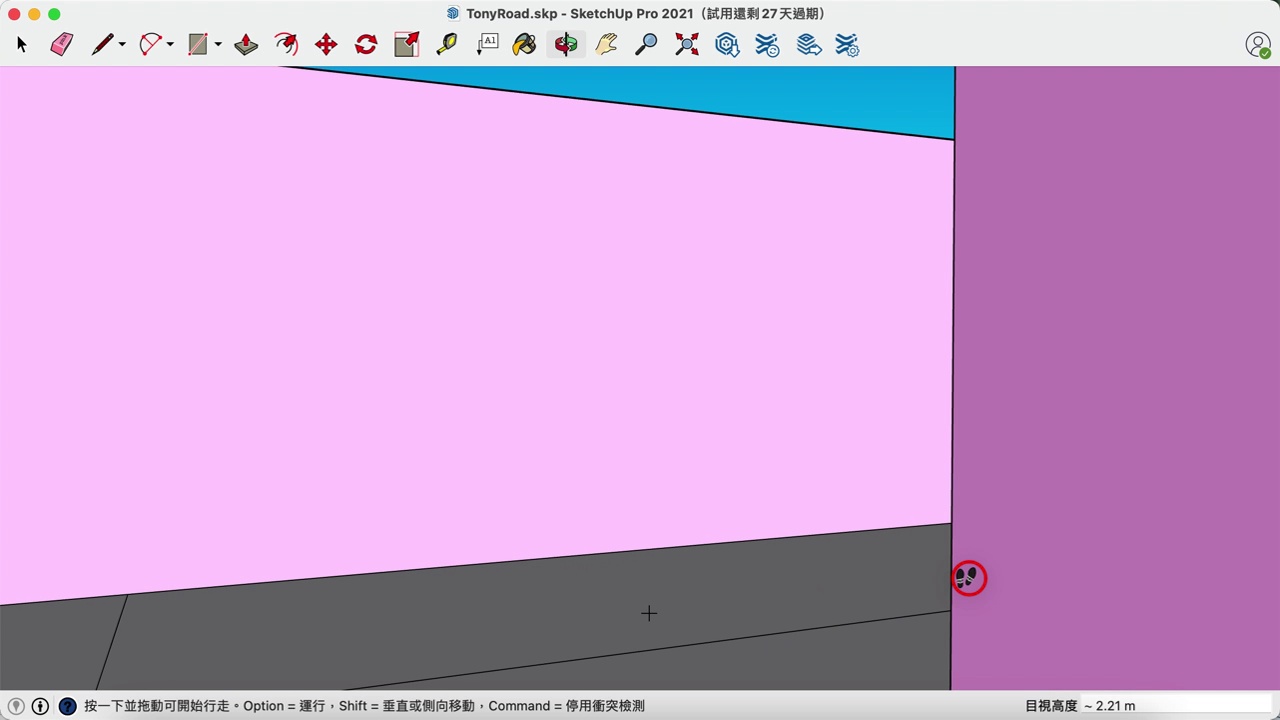 TonyRoad.skp - SketchUp Pro 2021（試用還剩 27 天過期）
A1
按一下並拖動可開始行走。Option = 運行，Shift = 垂直或側向移動，Command = 停用衝突檢測
目視高度 ~ 2.21 m